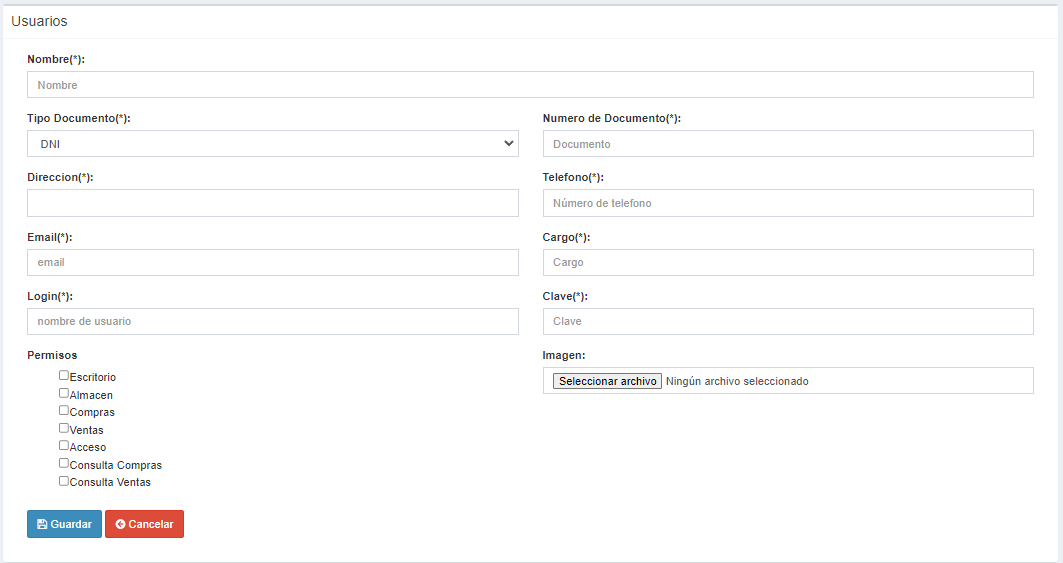 Usuarios
Nombre(*):
Nombre
Tipo Documento(*):
Numero de Documento(*):
DNI
Documento
Direccion(*):
Telefono(*):
Número de telefono
Email(*):
Cargo(*):
email
Cargo
Login(*):
Clave(*):
nombre de usuario
Clave
Permisos
Imagen:
Escritorio
Seleccionar archivo Ningún archivo seleccionado
Almacen
Compras
Ventas
Acceso
Consulta Compras
Consulta Ventas
Guardar
Cancelar